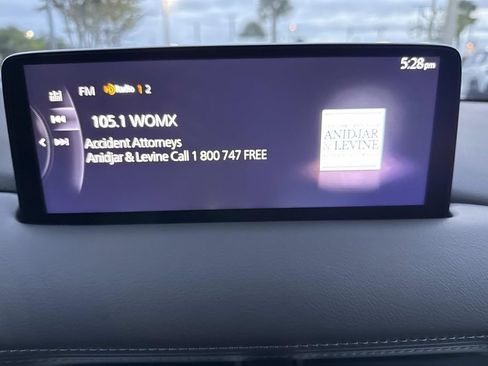 5:28pm
FM HD Radio 1 2
105.1 WOMX
Accident Attorneys
Anidjar & Levine Call 1 800 747 FREE
ANIDJAR
& LEVINE